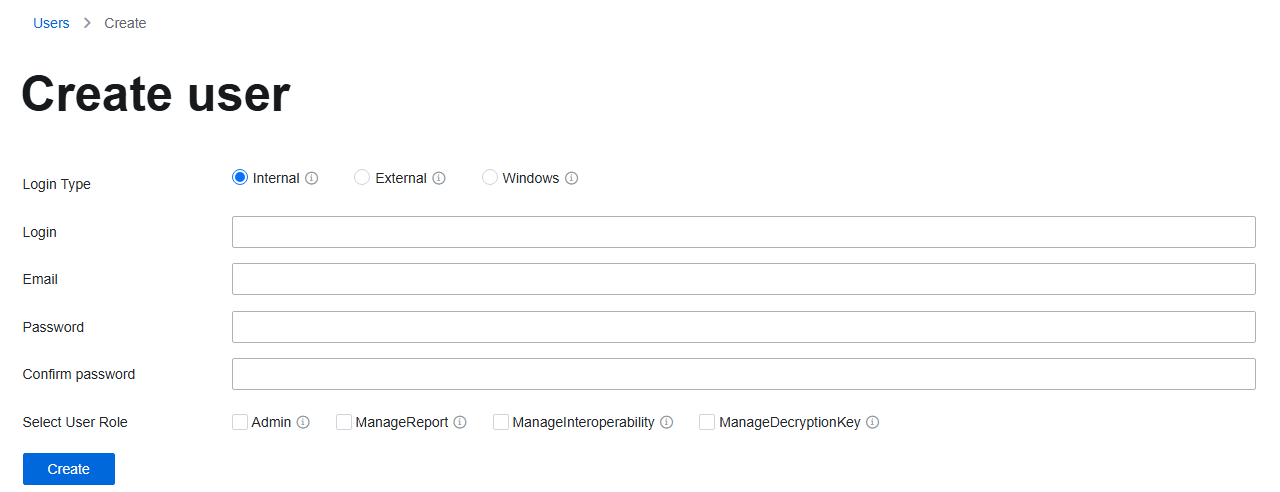 Users > Create
Create user
Login Type Internal External Windows
Login
Email
Password
Confirm password
Select User Role Admin ManageReport ManageInteroperability ManageDecryptionKey
Create